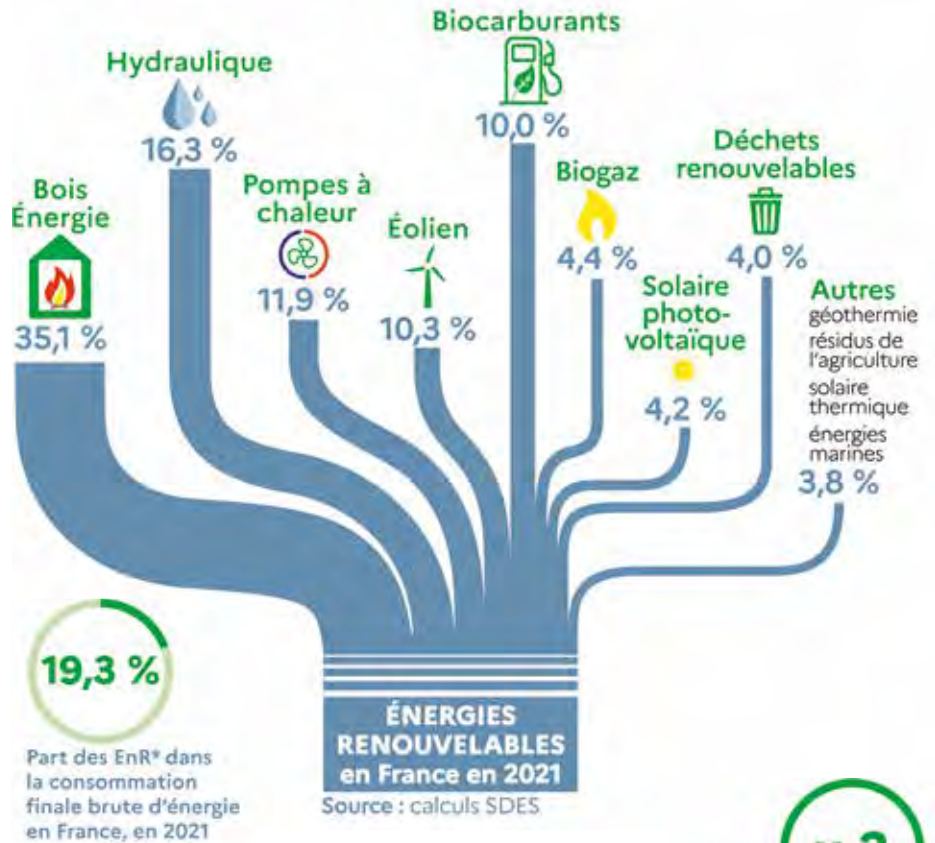 Biocarburants
10,0 %
Hydraulique
16,3 %
Déchets
renouvelables
4,0 %
Biogaz
4,4 %
Bois
Énergie
35,1 %
Pompes à
chaleur
11,9 %
Éolien
10,3 %
Solaire
photo-
voltaïque
4,2 %
Autres
géothermie
résidus de
l'agriculture
solaire
thermique
énergies
marines
3,8 %
19,3 %
Part des EnR* dans
la consommation
finale brute d'énergie
en France, en 2021
ÉNERGIES
RENOUVELABLES
en France en 2021
Source : calculs SDES